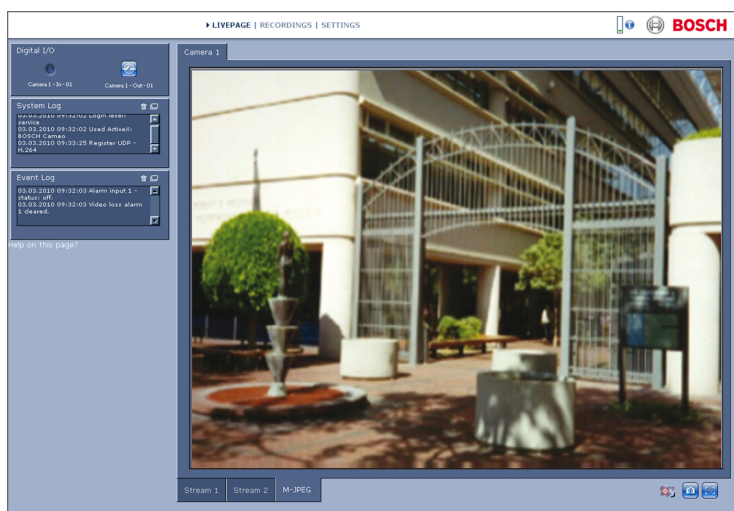 LIVEPAGE | RECORDINGS | SETTINGS
BOSCH
Digital I/O
Camera 1 - In - 01
Camera 1 - Out - 01
System Log
03.03.2010 09:32:02 Login level:
service
03.03.2010 09:32:02 Used ActiveX:
BOSCH Cameo
03.03.2010 09:33:25 Register UDP -
H.264
Event Log
03.03.2010 09:32:03 Alarm input 1 -
status: off.
03.03.2010 09:32:03 Video loss alarm
1 cleared.
Help on this page?
Camera 1
Stream 1
Stream 2
M-JPEG